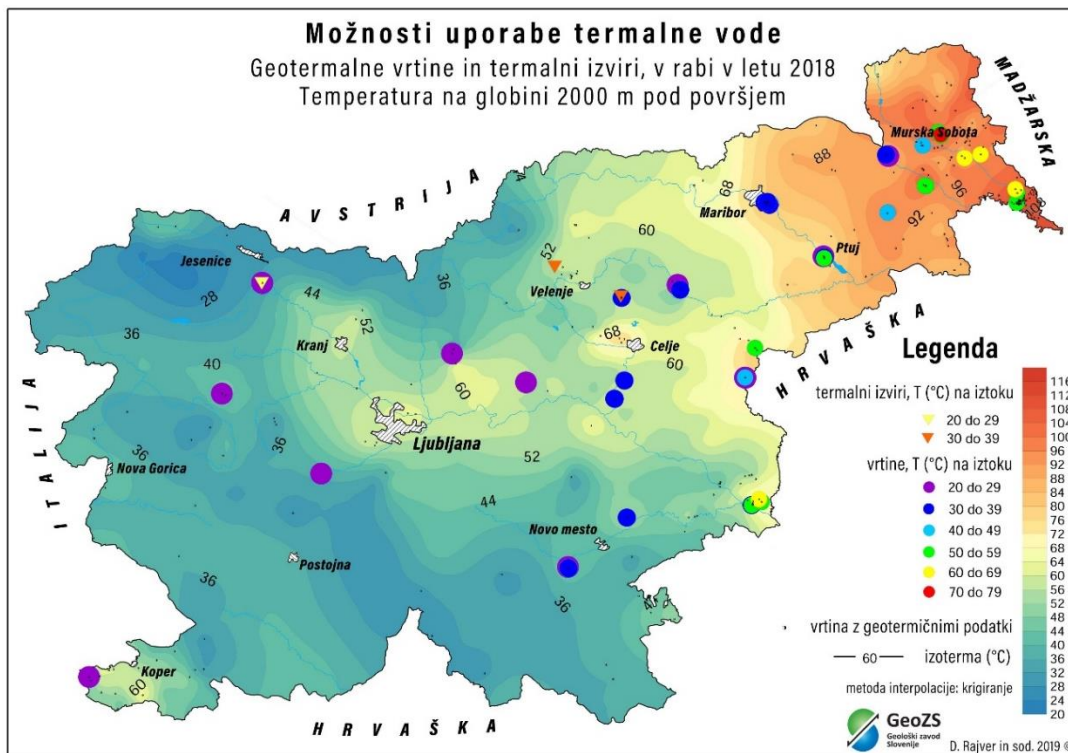 Možnosti uporabe termalne vode
Geotermalne vrtine in termalni izviri, v rabi v letu 2018
Temperatura na globini 2000 m pod površjem
MADŽARSKA
Murska Sobota
88
96
108
AVSTRIJA
68
Maribor
92
Ptuj
Jesenice
28
44
36
52
60
Velenje
36
52
Kranj
68
Celje
60
40
60
HRVAŠKA
ITALIJA
Ljubljana
36
36
Nova Gorica
52
44
Novo mesto
Postojna
36
36
Koper
60
HRVAŠKA
Legenda
termalni izviri, T (°C) na iztoku
20 do 29
30 do 39
vrtine, T (°C) na iztoku
20 do 29
30 do 39
40 do 49
50 do 59
60 do 69
70 do 79
vrtina z geotermičnimi podatki
60 izoterma (°C)
metoda interpolacije: krigiranje
116
112
108
104
100
96
92
88
84
80
76
72
68
64
60
56
52
48
44
40
36
32
28
24
20
GeoZS
Geološki zavod
Slovenije
D. Rajver in sod. 2019 ©